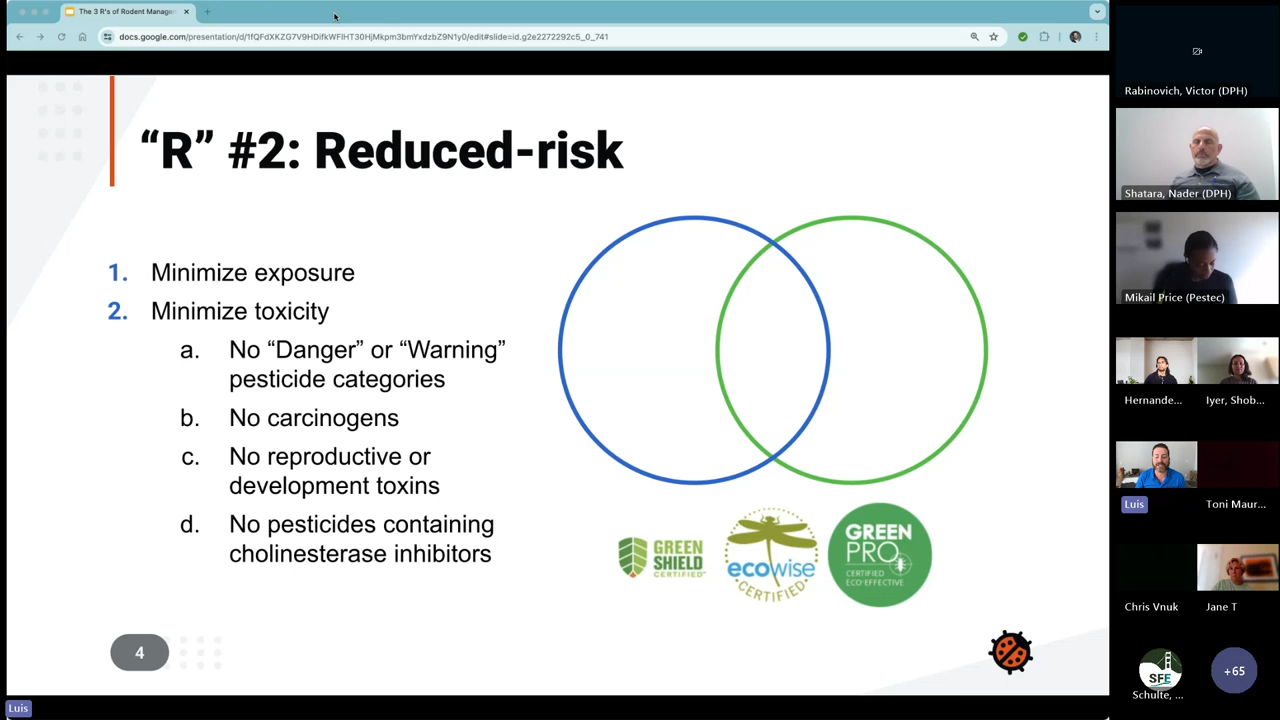 The 3 R's of Rodent Manage
docs.google.com/presentation/d/1fQFdXKZG7V9HDifkWFIHT30HjMkpm3bmYxdzbZ9N1y0/edit#slide=id.g2e2272292c5_0_741
“R” #2: Reduced-risk
1. Minimize exposure
2. Minimize toxicity
a. No “Danger” or “Warning”
pesticide categories
b. No carcinogens
c. No reproductive or
development toxins
d. No pesticides containing
cholinesterase inhibitors
GREEN
SHIELD
CERTIFIED
ecowise
CERTIFIED
GREEN
PRO
CERTIFIED
ECO-EFFECTIVE
4
Luis
Rabinovich, Victor (DPH)
Shatara, Nader (DPH)
Mikail Price (Pestec)
Hernande...
Iyer, Shob...
Luis
Toni Maur...
Chris Vnuk
Jane T
SFE
Schulte, ...
+65